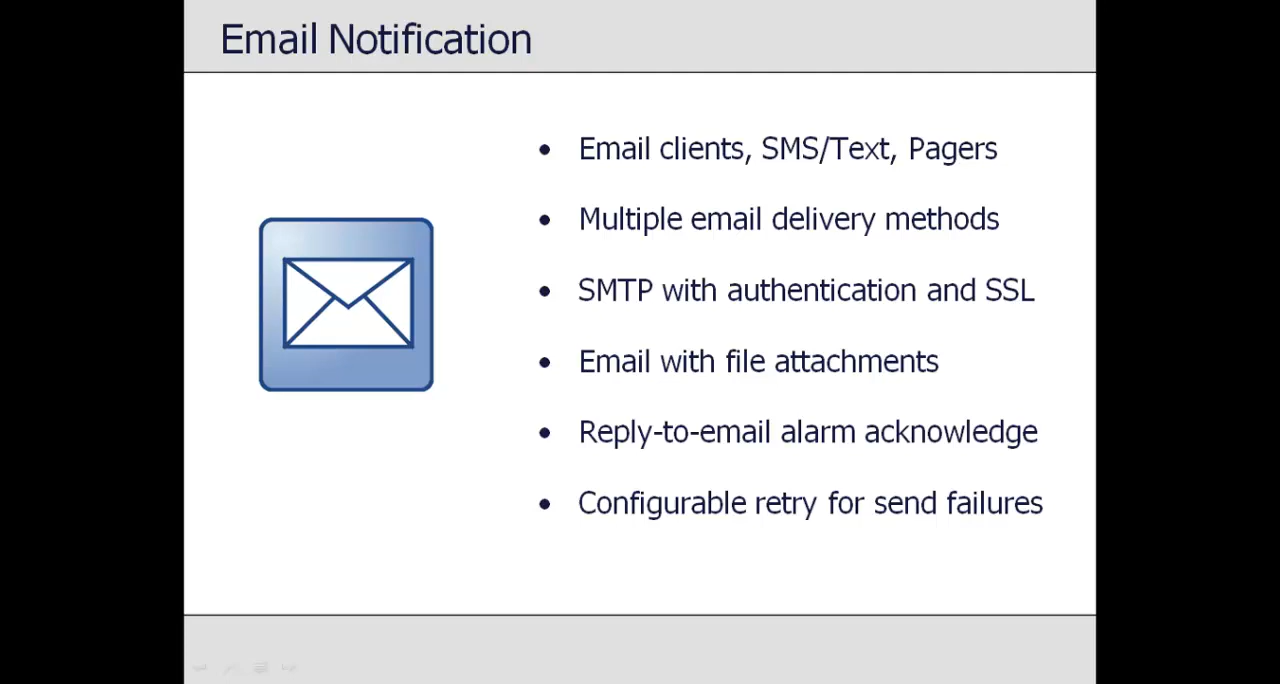 Email Notification
• Email clients, SMS/Text, Pagers
• Multiple email delivery methods
• SMTP with authentication and SSL
• Email with file attachments
• Reply-to-email alarm acknowledge
• Configurable retry for send failures